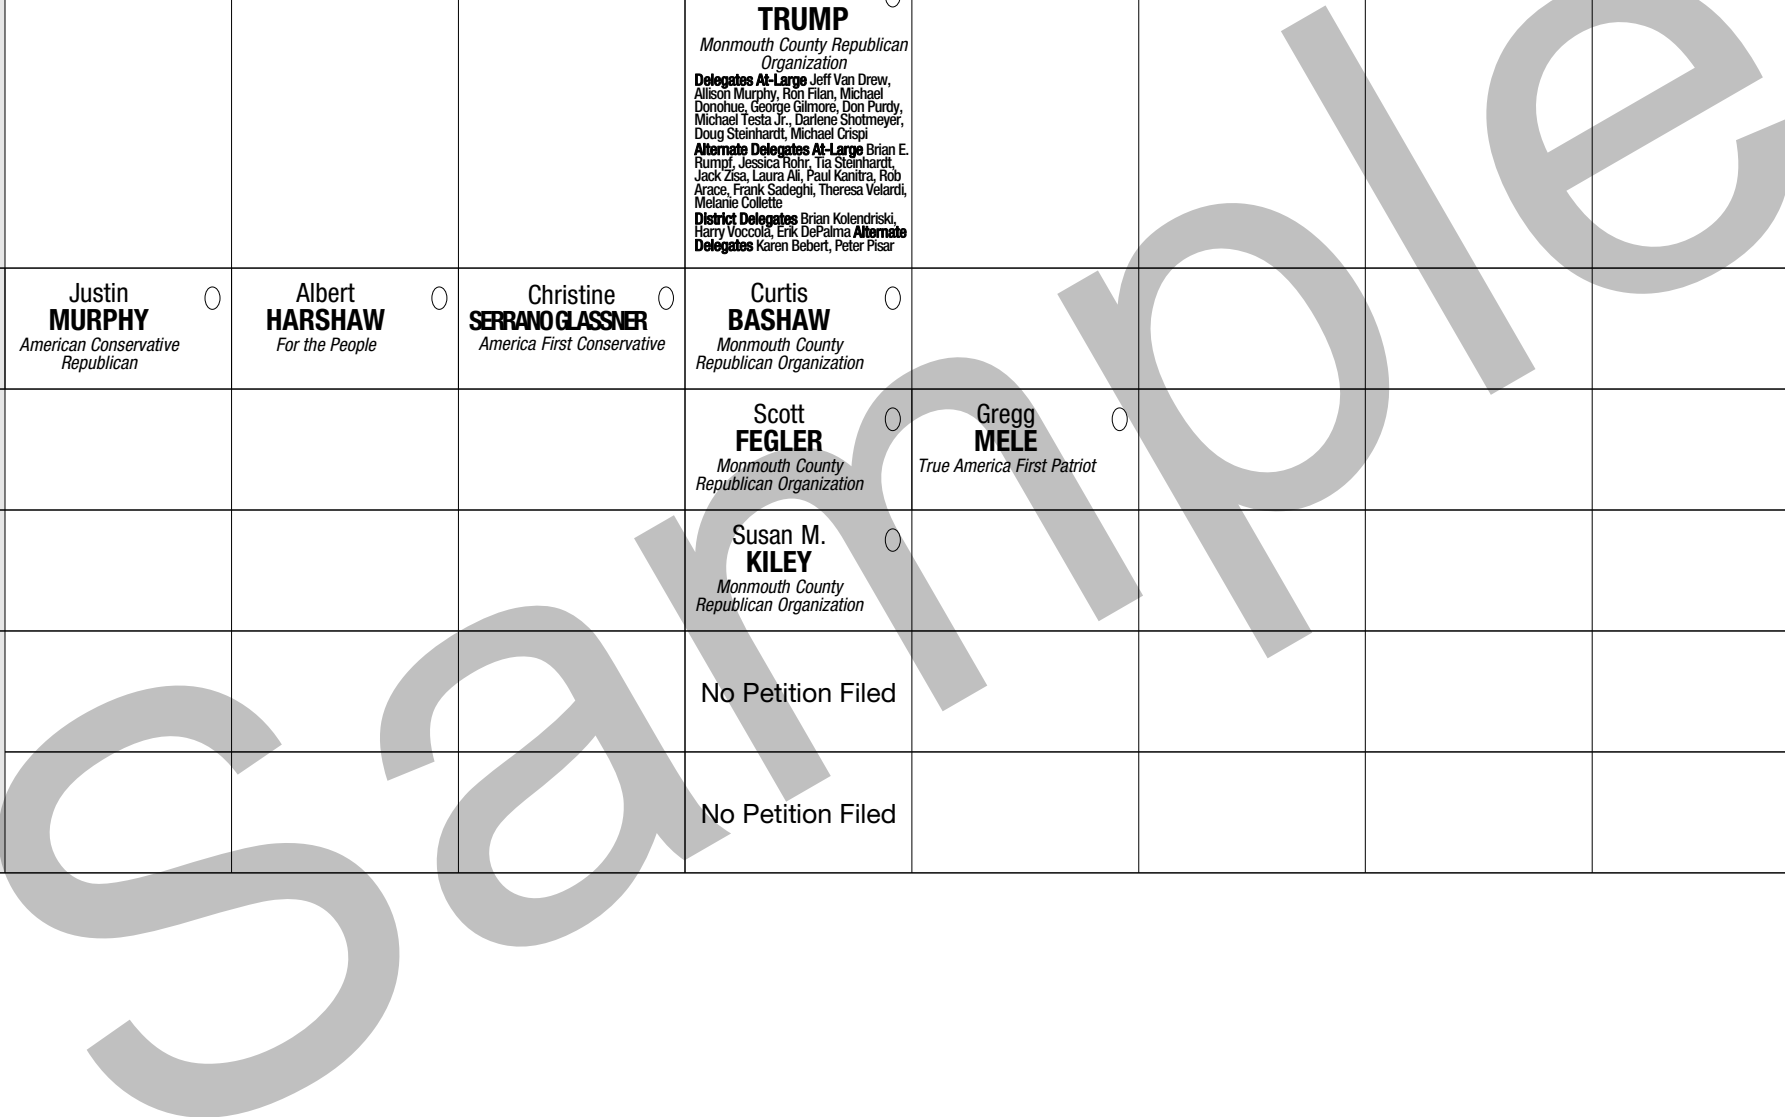 TRUMP
Monmouth County Republican
Organization
Delegates At-Large Jeff Van Drew,
Allison Murphy, Ron Filan, Michael
Donohue, George Gilmore, Don Purdy,
Michael Testa Jr., Darlene Shotmeyer,
Doug Steinhardt, Michael Crispi
Alternate Delegates At-Large Brian E.
Rumpf, Jessica Rohr, Tia Steinhardt,
Jack Zisa, Laura Ali, Paul Kanitra, Rob
Arace, Frank Sadeghi, Theresa Velardi,
Melanie Collette
District Delegates Brian Kolendriski,
Harry Voccola, Erik DePalma Alternate
Delegates Karen Bebert, Peter Pisar
Justin
MURPHY
American Conservative
Republican
Albert
HARSHAW
For the People
Christine
SERRANO GLASSNER
America First Conservative
Curtis
BASHAW
Monmouth County
Republican Organization
Scott
FEGLER
Monmouth County
Republican Organization
Gregg
MELE
True America First Patriot
Susan M.
KILEY
Monmouth County
Republican Organization
No Petition Filed
No Petition Filed
Sample